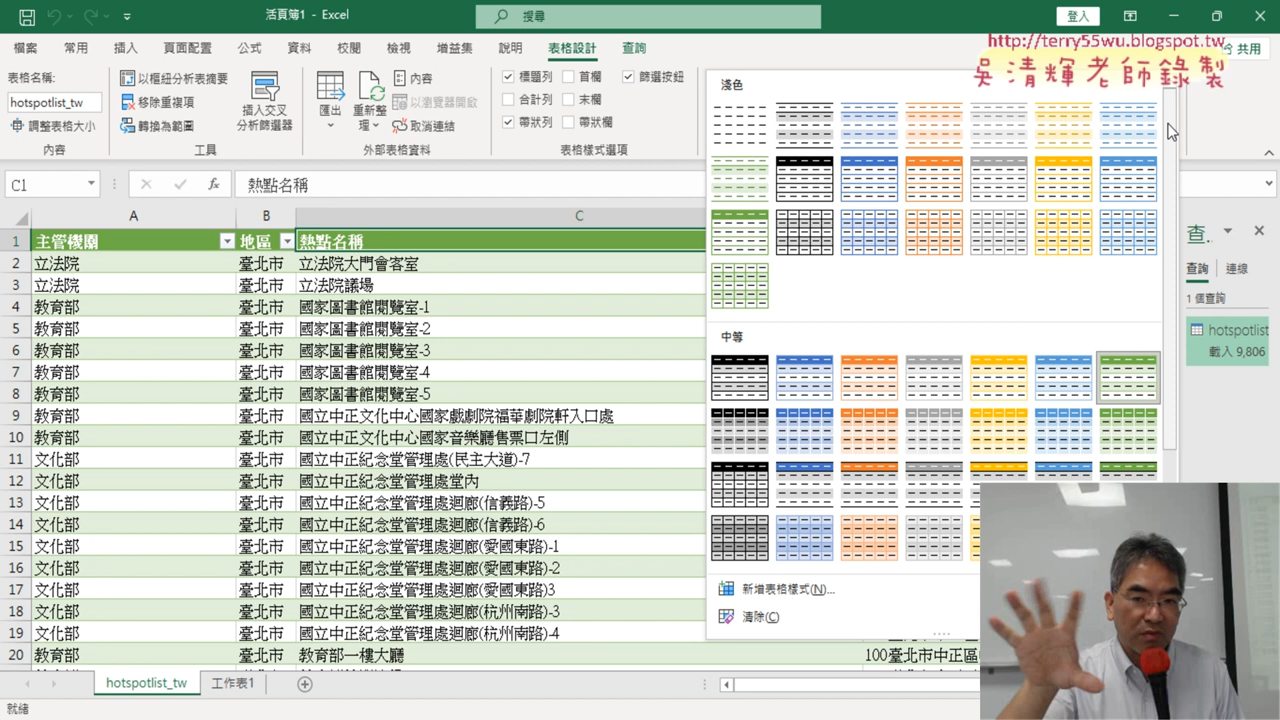 活頁簿1 - Excel
搜尋
登入
檔案 常用 插入 頁面配置 公式 資料 校閱 檢視 增益集 說明 表格設計 查詢
共用
http://terry55wu.blogspot.tw
吳清輝老師錄製
表格名稱:
hotspotlist_tw
調整表格大小
內容
以樞紐分析表摘要
移除重複項
轉換為範圍
插入交叉分析篩選器
工具
匯出
重新整理
內容
以瀏覽器開啟
取消連結
外部表格資料
標題列 首欄 篩選按鈕
合計列 末欄
帶狀列 帶狀欄
表格樣式選項
淺色
中等
新增表格樣式(N)...
清除(C)
C1
fx
熱點名稱
A B C
1 主管機關 地區 熱點名稱
2 立法院 臺北市 立法院大門會客室
3 立法院 臺北市 立法院議場
4 教育部 臺北市 國家圖書館閱覽室-1
5 教育部 臺北市 國家圖書館閱覽室-2
6 教育部 臺北市 國家圖書館閱覽室-3
7 教育部 臺北市 國家圖書館閱覽室-4
8 教育部 臺北市 國家圖書館閱覽室-5
9 教育部 臺北市 國立中正文化中心國家戲劇院福華劇院軒入口處
10 教育部 臺北市 國立中正文化中心國家音樂廳售票口左側
11 文化部 臺北市 國立中正紀念堂管理處(民主大道)-7
12 文化部 臺北市 國立中正紀念堂管理處堂內
13 文化部 臺北市 國立中正紀念堂管理處迴廊(信義路)-5
14 文化部 臺北市 國立中正紀念堂管理處迴廊(信義路)-6
15 文化部 臺北市 國立中正紀念堂管理處迴廊(愛國東路)-1
16 文化部 臺北市 國立中正紀念堂管理處迴廊(愛國東路)-2
17 文化部 臺北市 國立中正紀念堂管理處迴廊(愛國東路)3
18 文化部 臺北市 國立中正紀念堂管理處迴廊(杭州南路)-3
19 文化部 臺北市 國立中正紀念堂管理處迴廊(杭州南路)-4
20 教育部 臺北市 教育部一樓大廳 100臺北市中正區
查..
查詢 連線
1 個查詢
hotspotlist
載入 9,806
hotspotlist_tw 工作表1
就緒